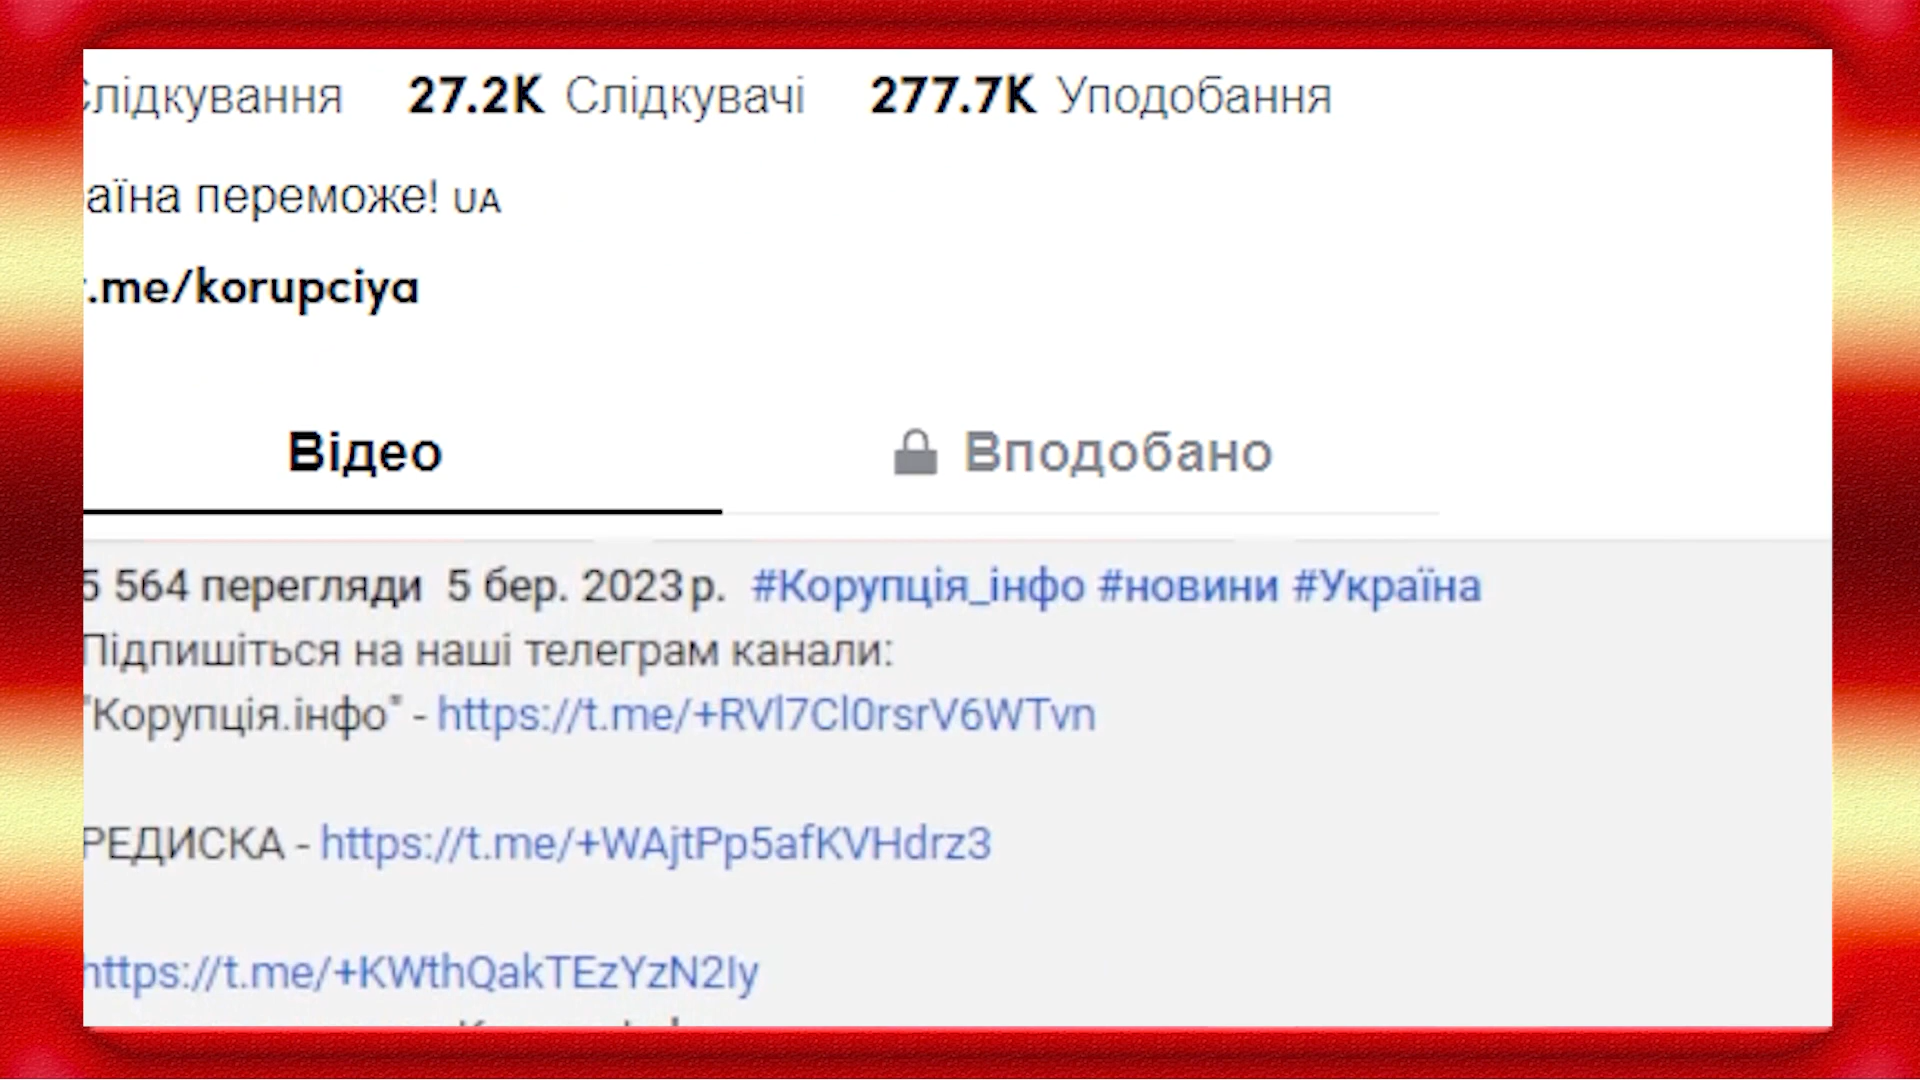 Слідкування 27.2K Слідкувачі 277.7K Уподобання
аїна переможе! UA
.me/korupciya
Відео Вподобано
5 564 перегляди 5 бер. 2023 р. #Корупція_інфо #новини #Україна
Підпишіться на наші телеграм канали:
"Корупція.інфо" - https://t.me/+RVl7Cl0rsrV6WTvn
РЕДИСКА - https://t.me/+WAjtPp5afKVHdrz3
https://t.me/+KWthQakTEzYzN2Iy